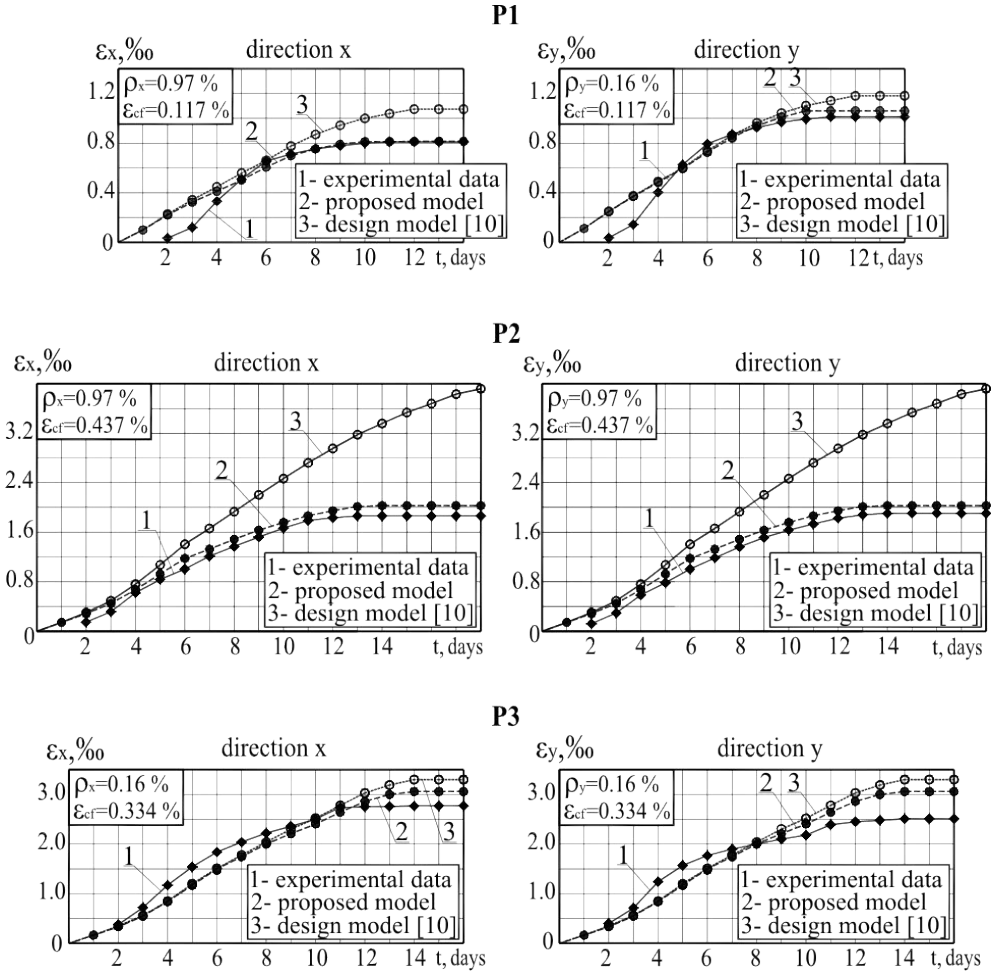 P1
εx,‰ direction x
ρx=0.97 %
εcf=0.117 %
1.2
0.8
0.4
0
3
2
1
1- experimental data
2- proposed model
3- design model [10]
2 4 6 8 10 t, days
εy,‰ direction y
ρy=0.16 %
εcf=0.117 %
1.2
0.8
0.4
0
2 3
1
1- experimental data
2- proposed model
3- design model [10]
2 4 6 8 10 12 t, days
P2
εx,‰ direction x
ρx=0.97 %
εcf=0.437 %
3.2
2.4
1.6
0.8
0
3
2
1
1- experimental data
2- proposed model
3- design model [10]
2 4 6 8 10 12 14 t, days
εy,‰ direction y
ρy=0.97 %
εcf=0.437 %
3.2
2.4
1.6
0.8
0
3
2
1
1- experimental data
2- proposed model
3- design model [10]
2 4 6 8 10 12 14 t, days
P3
εx,‰ direction x
ρx=0.16 %
εcf=0.334 %
3.0
2.0
1.0
0
1
2 3
1- experimental data
2- proposed model
3- design model [10]
2 4 6 8 10 12 14 t, days
εy,‰ direction y
ρy=0.16 %
εcf=0.334 %
3.0
2.0
1.0
0
2 3
1
1- experimental data
2- proposed model
3- design model [10]
2 4 6 8 10 12 14 t, days